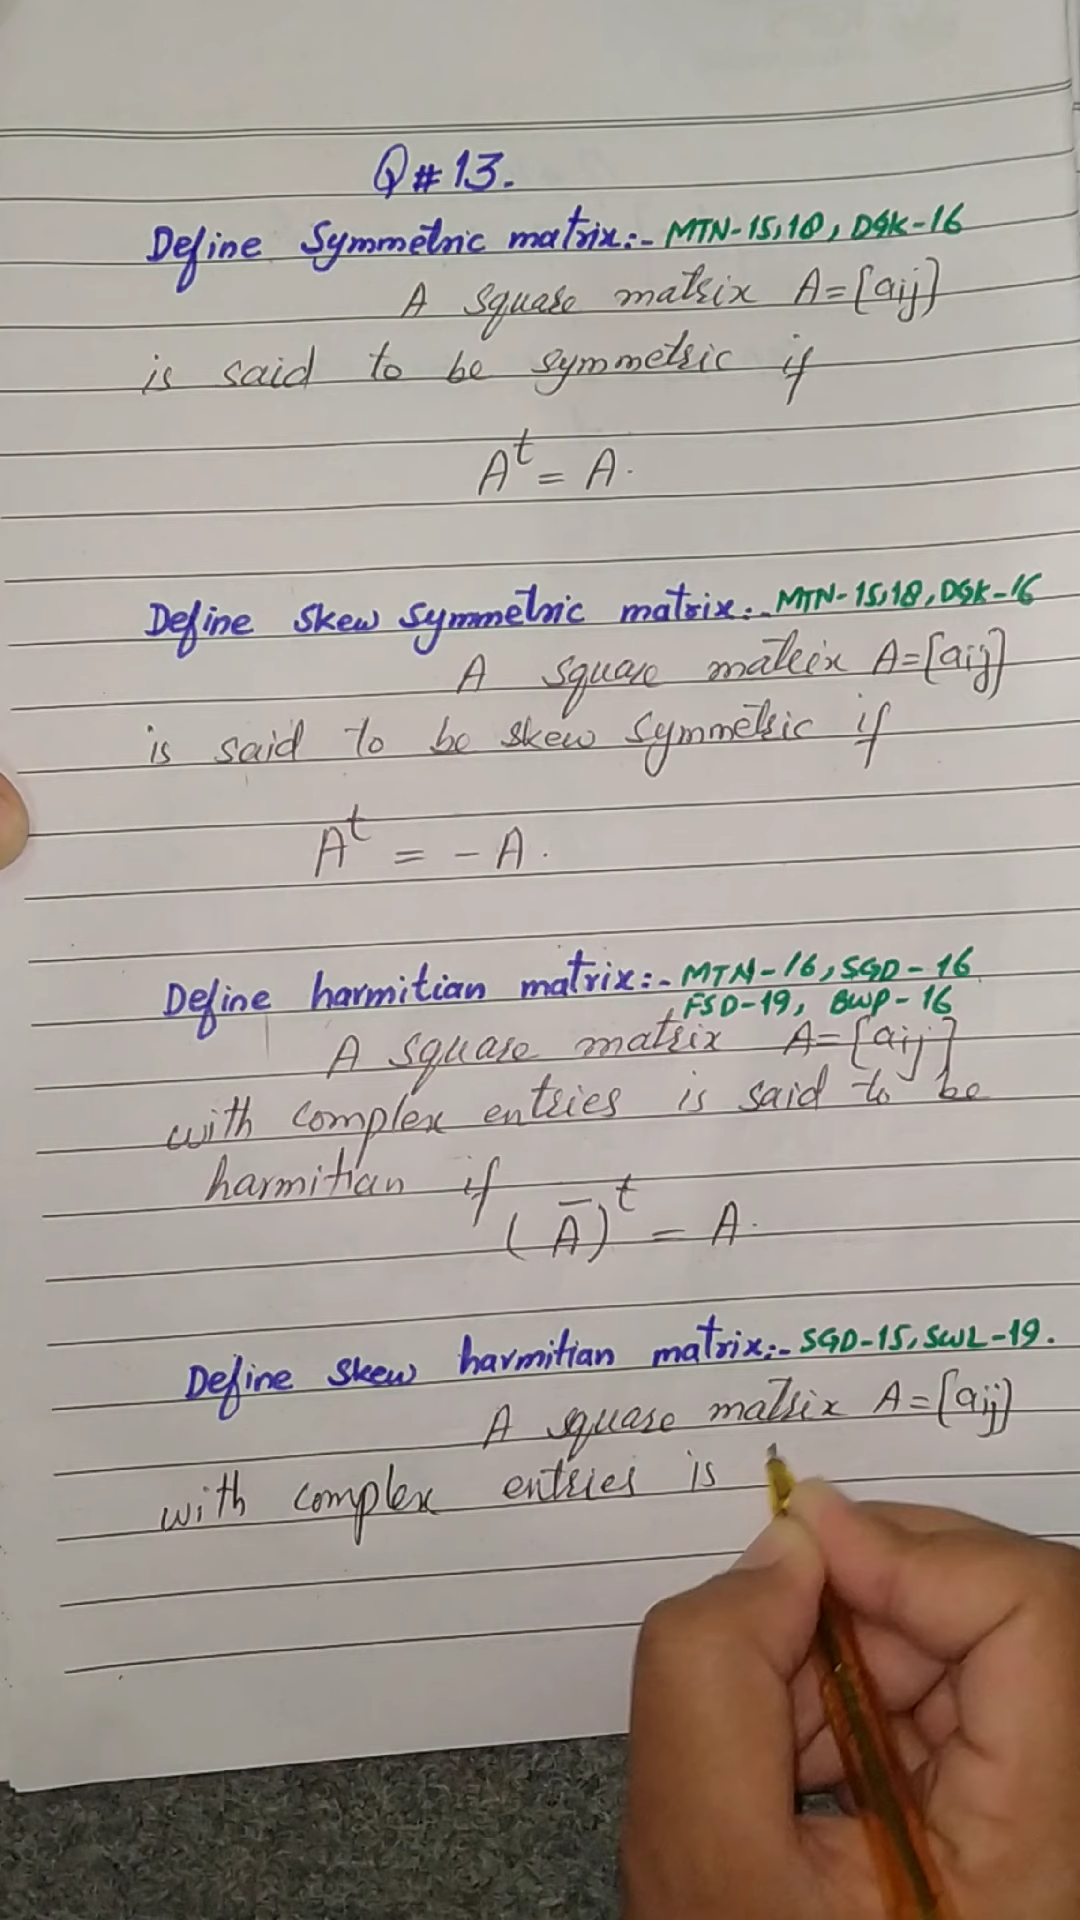 Q # 13.
Define Symmetric matrix:- MTN-15,18, DGK-16
A square matrix A=[aij]
is said to be symmetric if
A^t = A.
Define Skew Symmetric matrix:- MTN-15,18, DGK-16
A square matrix A=[aij]
is said to be skew symmetric if
A^t = - A.
Define harmitian matrix:- MTN-16, SGD-16
FSD-19, BWP-16
A square matrix A=[aij]
with complex entries is said to be
harmitian if
(Ā)^t = A.
Define Skew harmitian matrix:- SGD-15, SWL-19.
A square matrix A=[aij]
with complex entries is